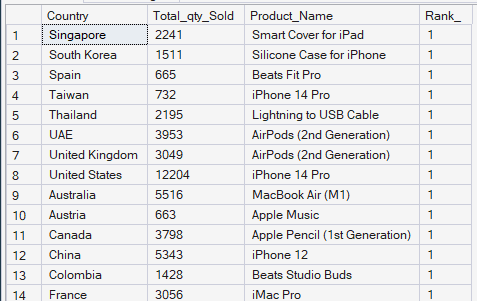 Country Total_qty_Sold Product_Name Rank_
1 Singapore 2241 Smart Cover for iPad 1
2 South Korea 1511 Silicone Case for iPhone 1
3 Spain 665 Beats Fit Pro 1
4 Taiwan 732 iPhone 14 Pro 1
5 Thailand 2195 Lightning to USB Cable 1
6 UAE 3953 AirPods (2nd Generation) 1
7 United Kingdom 3049 AirPods (2nd Generation) 1
8 United States 12204 iPhone 14 Pro 1
9 Australia 5516 MacBook Air (M1) 1
10 Austria 663 Apple Music 1
11 Canada 3798 Apple Pencil (1st Generation) 1
12 China 5343 iPhone 12 1
13 Colombia 1428 Beats Studio Buds 1
14 France 3056 iMac Pro 1